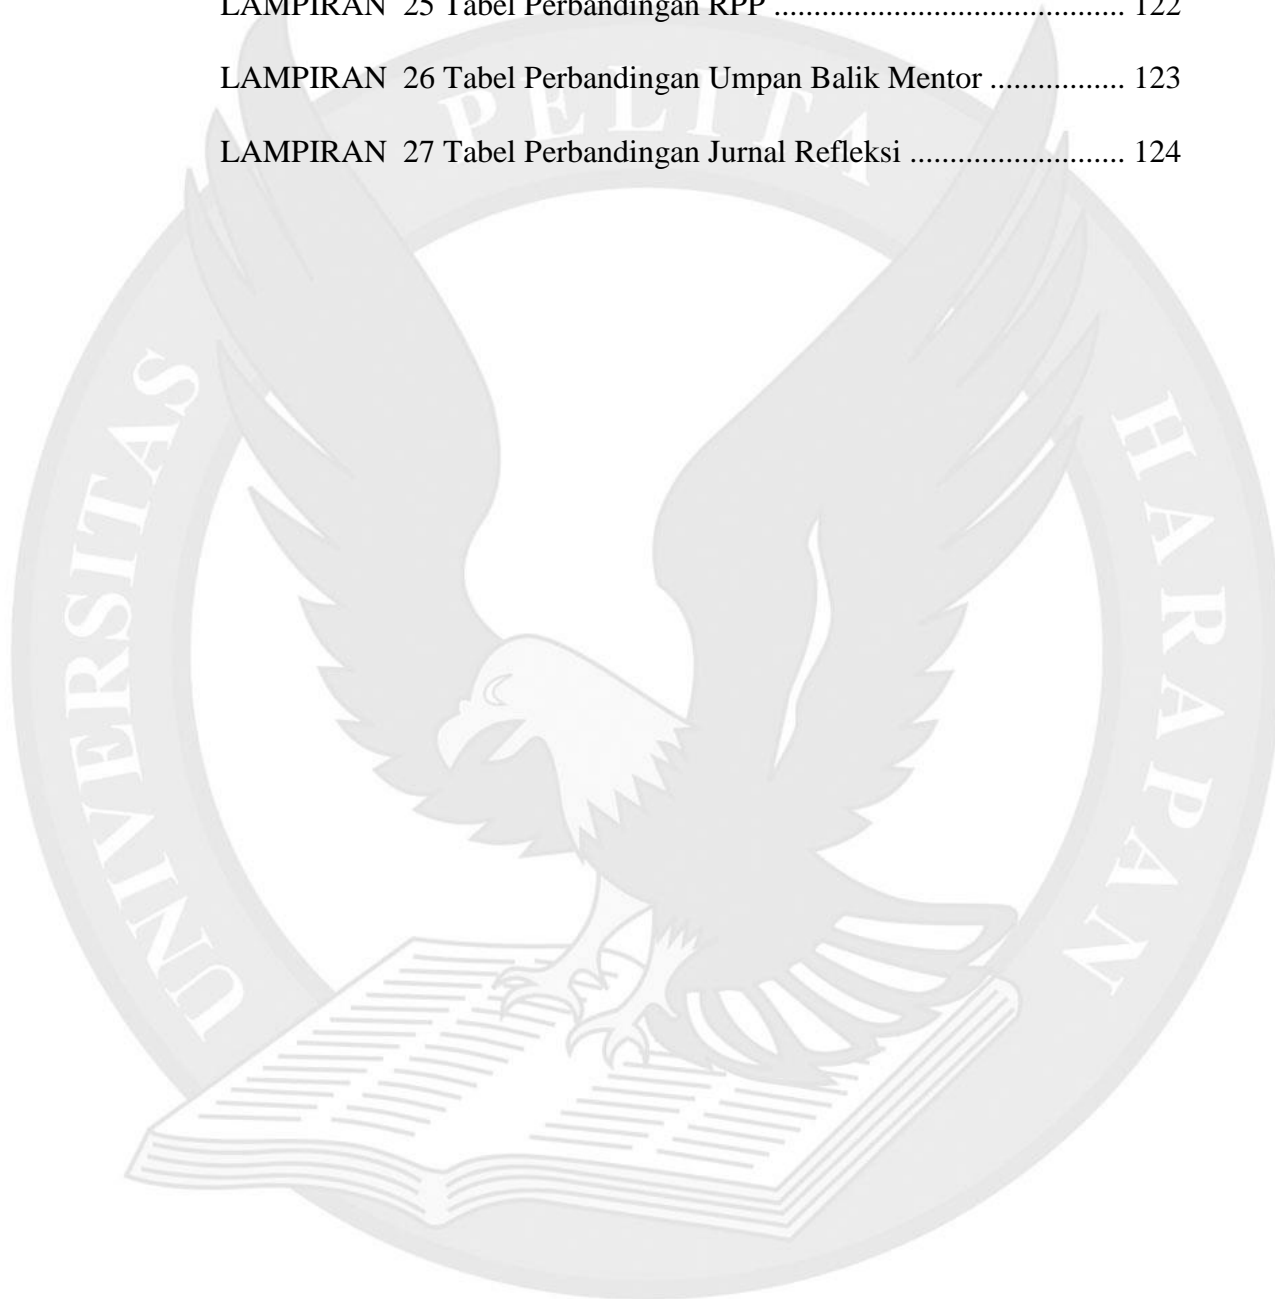 LAMPIRAN 25 Tabel Perbandingan RPP ........................................... 122
LAMPIRAN 26 Tabel Perbandingan Umpan Balik Mentor ................. 123
LAMPIRAN 27 Tabel Perbandingan Jurnal Refleksi ........................... 124
UNIVERSITAS PELITA HARAPAN